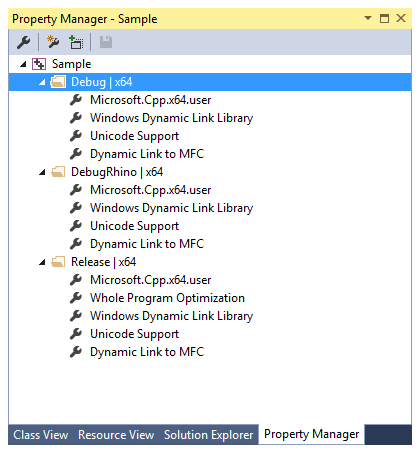 Property Manager - Sample
Sample
Debug | x64
Microsoft.Cpp.x64.user
Windows Dynamic Link Library
Unicode Support
Dynamic Link to MFC
DebugRhino | x64
Microsoft.Cpp.x64.user
Windows Dynamic Link Library
Unicode Support
Dynamic Link to MFC
Release | x64
Microsoft.Cpp.x64.user
Whole Program Optimization
Windows Dynamic Link Library
Unicode Support
Dynamic Link to MFC
Class View Resource View Solution Explorer Property Manager